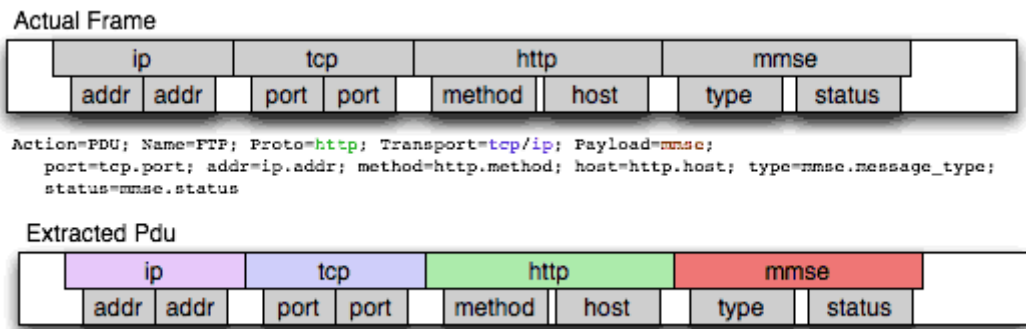 Actual Frame
ip tcp http mmse
addr addr port port method host type status
Action=PDU; Name=FTP; Proto=http; Transport=tcp/ip; Payload=mmse;
port=tcp.port; addr=ip.addr; method=http.method; host=http.host; type=mmse.message_type;
status=mmse.status
Extracted Pdu
ip tcp http mmse
addr addr port port method host type status